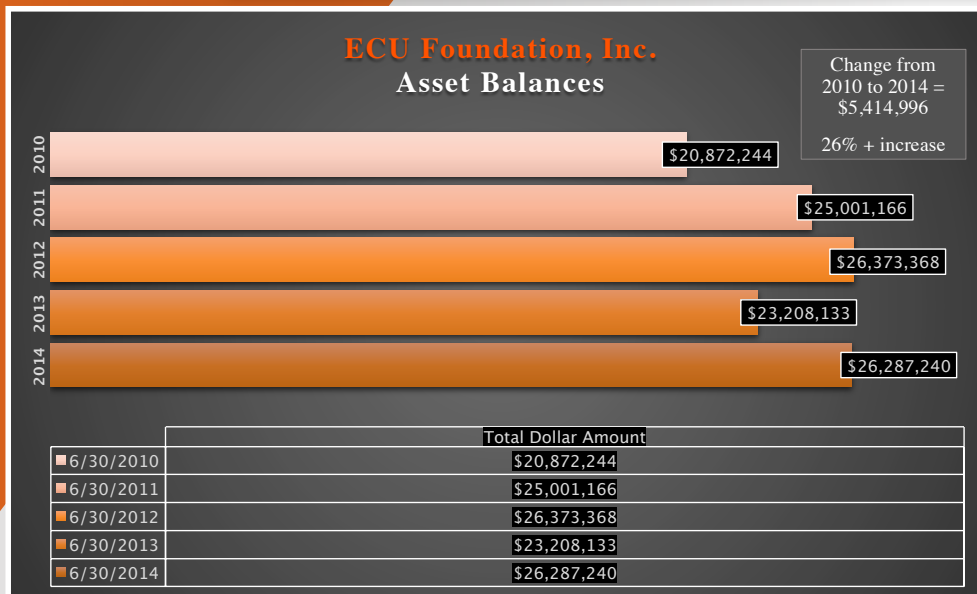 ECU Foundation, Inc.
Asset Balances
Change from
2010 to 2014 =
$5,414,996
26% + increase
2010 $20,872,244
2011 $25,001,166
2012 $26,373,368
2013 $23,208,133
2014 $26,287,240
Total Dollar Amount
6/30/2010 $20,872,244
6/30/2011 $25,001,166
6/30/2012 $26,373,368
6/30/2013 $23,208,133
6/30/2014 $26,287,240